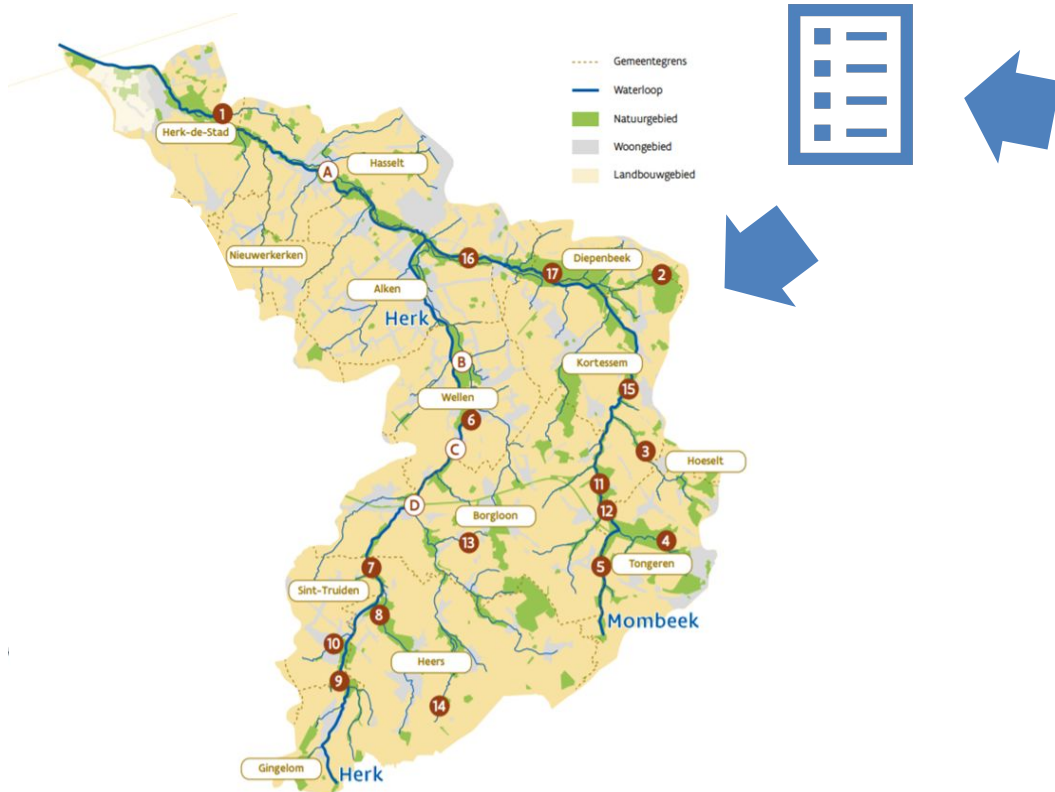 Gemeentegrens
Waterloop
Natuurgebied
Woongebied
Landbouwgebied
1
Herk-de-Stad
A
Hasselt
Nieuwerkerken
16
17
Diepenbeek
2
Alken
Herk
B
Kortessem
Wellen
15
6
C
3
Hoeselt
11
D
12
Borgloon
13
4
7
5
Tongeren
Sint-Truiden
8
Mombeek
10
Heers
9
14
Gingelom
Herk